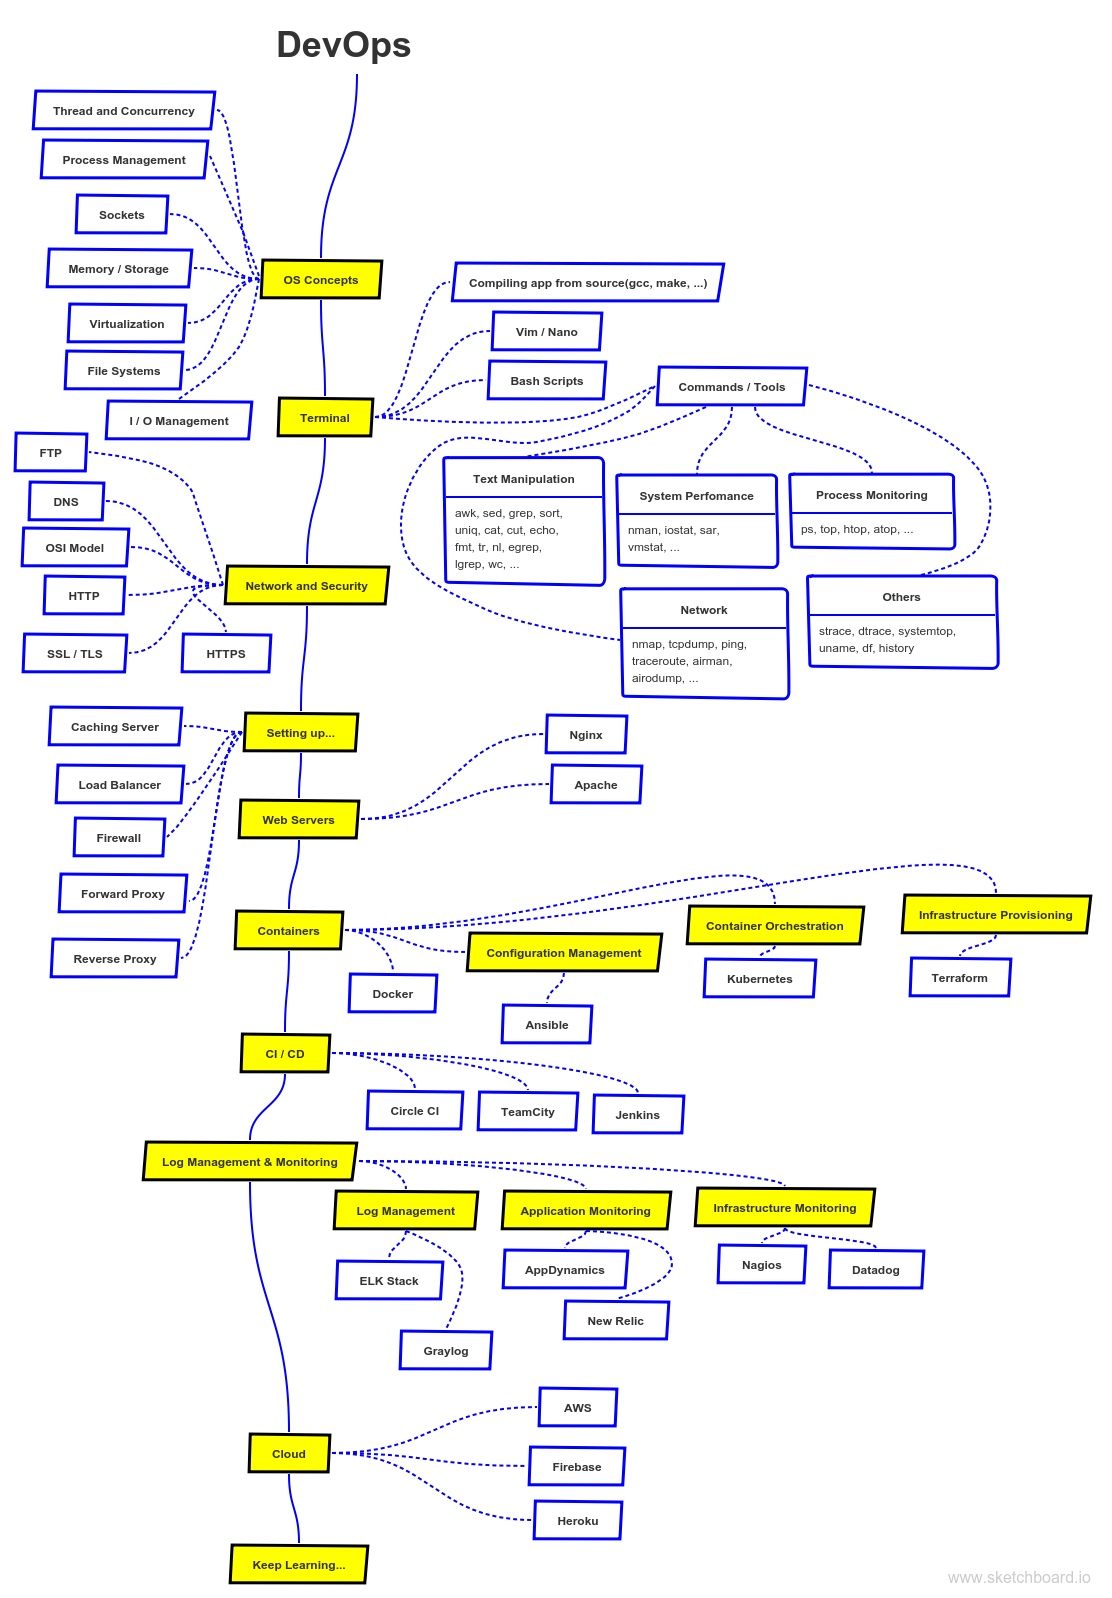 DevOps
Thread and Concurrency
Process Management
Sockets
Memory / Storage
Virtualization
File Systems
I / O Management
OS Concepts
Compiling app from source(gcc, make, ...)
Vim / Nano
Bash Scripts
Commands / Tools
Terminal
Text Manipulation
awk, sed, grep, sort,
uniq, cat, cut, echo,
fmt, tr, nl, egrep,
lgrep, wc, ...
System Perfomance
nman, iostat, sar,
vmstat, ...
Process Monitoring
ps, top, htop, atop, ...
Network
nmap, tcpdump, ping,
traceroute, airman,
airodump, ...
Others
strace, dtrace, systemtop,
uname, df, history
FTP
DNS
OSI Model
HTTP
SSL / TLS
HTTPS
Network and Security
Caching Server
Load Balancer
Firewall
Forward Proxy
Reverse Proxy
Setting up...
Nginx
Apache
Web Servers
Containers
Docker
Configuration Management
Ansible
Container Orchestration
Kubernetes
Infrastructure Provisioning
Terraform
CI / CD
Circle CI
TeamCity
Jenkins
Log Management & Monitoring
Log Management
ELK Stack
Graylog
Application Monitoring
AppDynamics
New Relic
Infrastructure Monitoring
Nagios
Datadog
Cloud
AWS
Firebase
Heroku
Keep Learning...
www.sketchboard.io